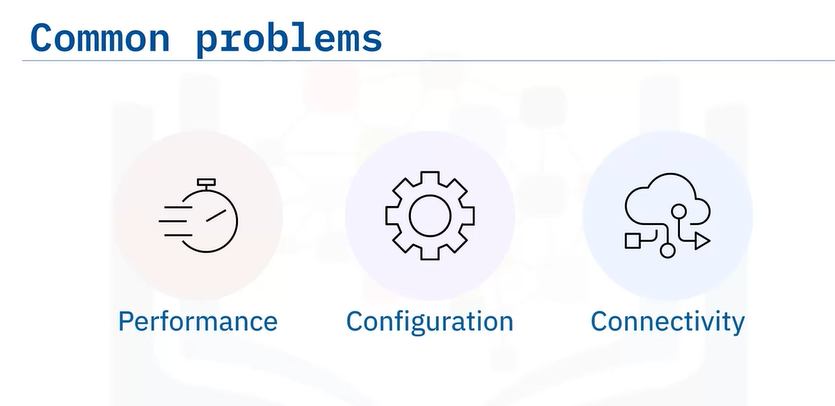 Common problems
Performance
Configuration
Connectivity